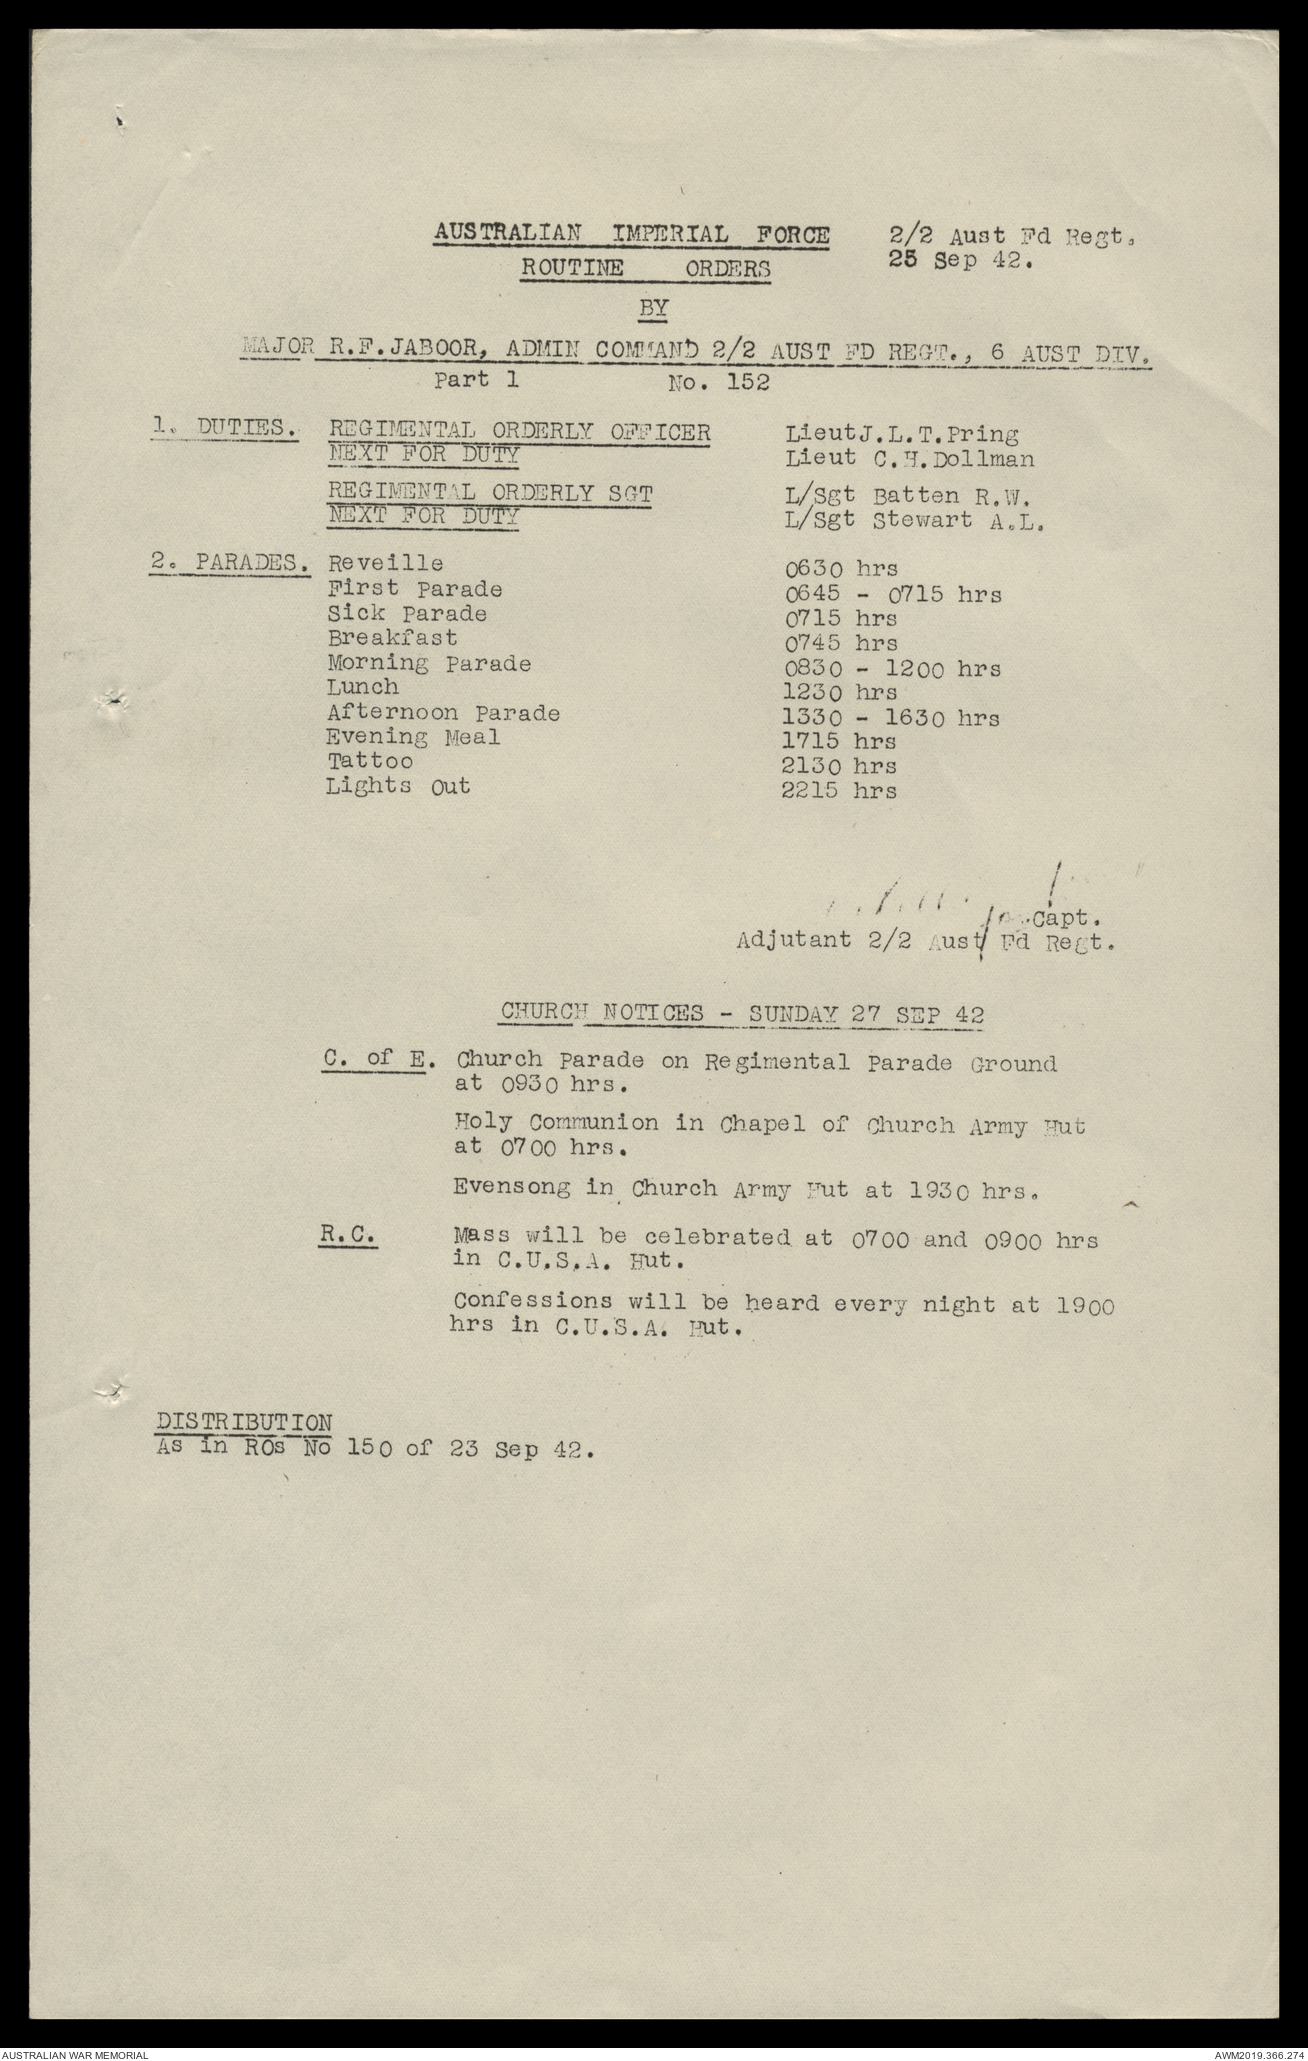 AUSTRALIAN IMPERIAL FORCE 2/2 Aust Fd Regt.
ROUTINE ORDERS 25 Sep 42.
BY
MAJOR R.F.JABOOR, ADMIN COMMAND 2/2 AUST FD REGT., 6 AUST DIV.
Part 1 No. 152
1. DUTIES. REGIMENTAL ORDERLY OFFICER LieutJ.L.T.Pring
NEXT FOR DUTY Lieut C.H.Dollman
REGIMENTAL ORDERLY SGT L/Sgt Batten R.W.
NEXT FOR DUTY L/Sgt Stewart A.L.
2. PARADES. Reveille 0630 hrs
First Parade 0645 - 0715 hrs
Sick Parade 0715 hrs
Breakfast 0745 hrs
Morning Parade 0830 - 1200 hrs
Lunch 1230 hrs
Afternoon Parade 1330 - 1630 hrs
Evening Meal 1715 hrs
Tattoo 2130 hrs
Lights Out 2215 hrs
Capt.
Adjutant 2/2 Aust Fd Regt.
CHURCH NOTICES - SUNDAY 27 SEP 42
C. of E. Church Parade on Regimental Parade Ground
at 0930 hrs.
Holy Communion in Chapel of Church Army Hut
at 0700 hrs.
Evensong in Church Army Hut at 1930 hrs.
R.C. Mass will be celebrated at 0700 and 0900 hrs
in C.U.S.A. Hut.
Confessions will be heard every night at 1900
hrs in C.U.S.A. Hut.
DISTRIBUTION
As in ROs No 150 of 23 Sep 42.
AUSTRALIAN WAR MEMORIAL AWM2019.366.274